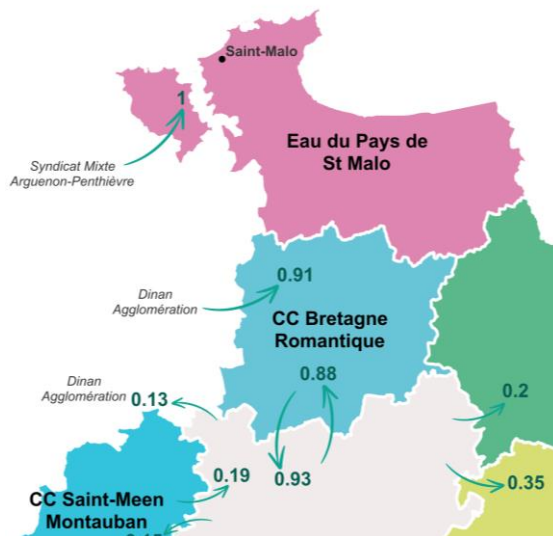 Saint-Malo
1
Eau du Pays de
St Malo
Syndicat Mixte
Arguenon-Penthièvre
0.91
Dinan
Agglomération
CC Bretagne
Romantique
0.88
Dinan
Agglomération
0.13
0.2
0.19
0.93
0.35
CC Saint-Meen
Montauban